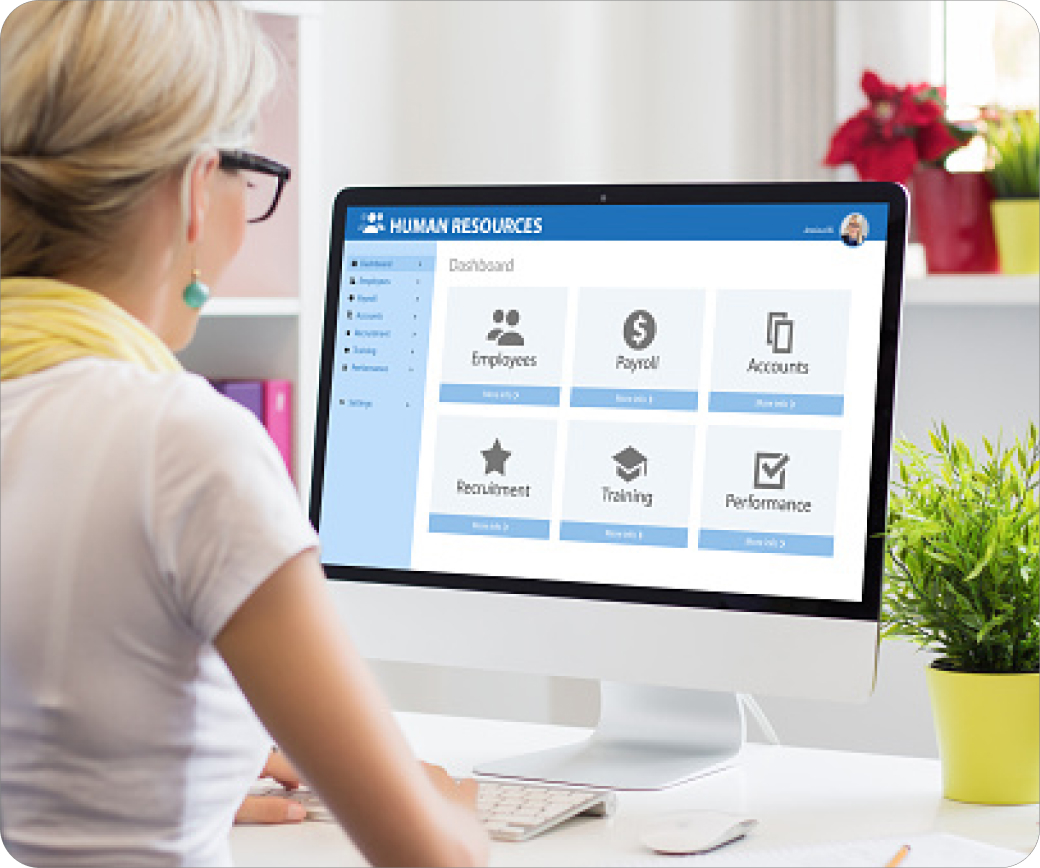 HUMAN RESOURCES
Dashboard
Employees
Payroll
Accounts
Recruitment
Training
Performance
Settings
Dashboard
Employees
More info
Payroll
More info
Accounts
More info
Recruitment
More info
Training
More info
Performance
More info